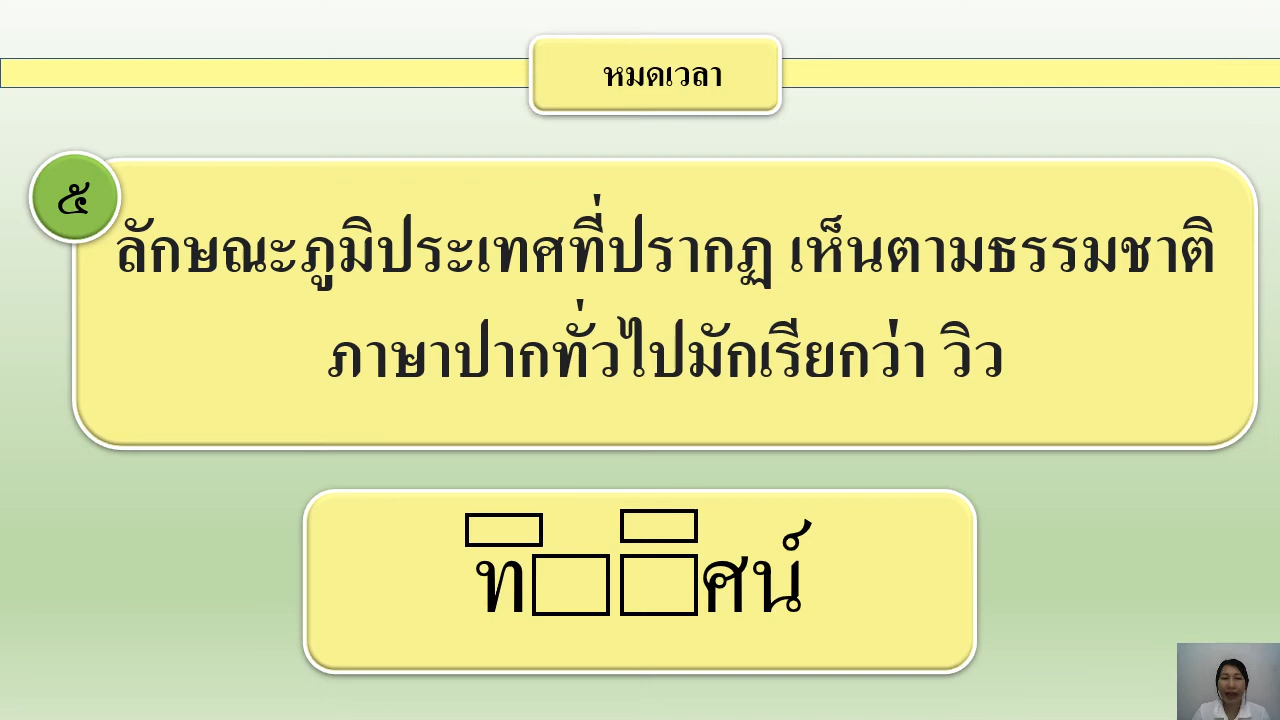 หมดเวลา
๕
ลักษณะภูมิประเทศที่ปรากฏ เห็นตามธรรมชาติ
ภาษาปากทั่วไปมักเรียกว่า วิว
ท□□ศน์